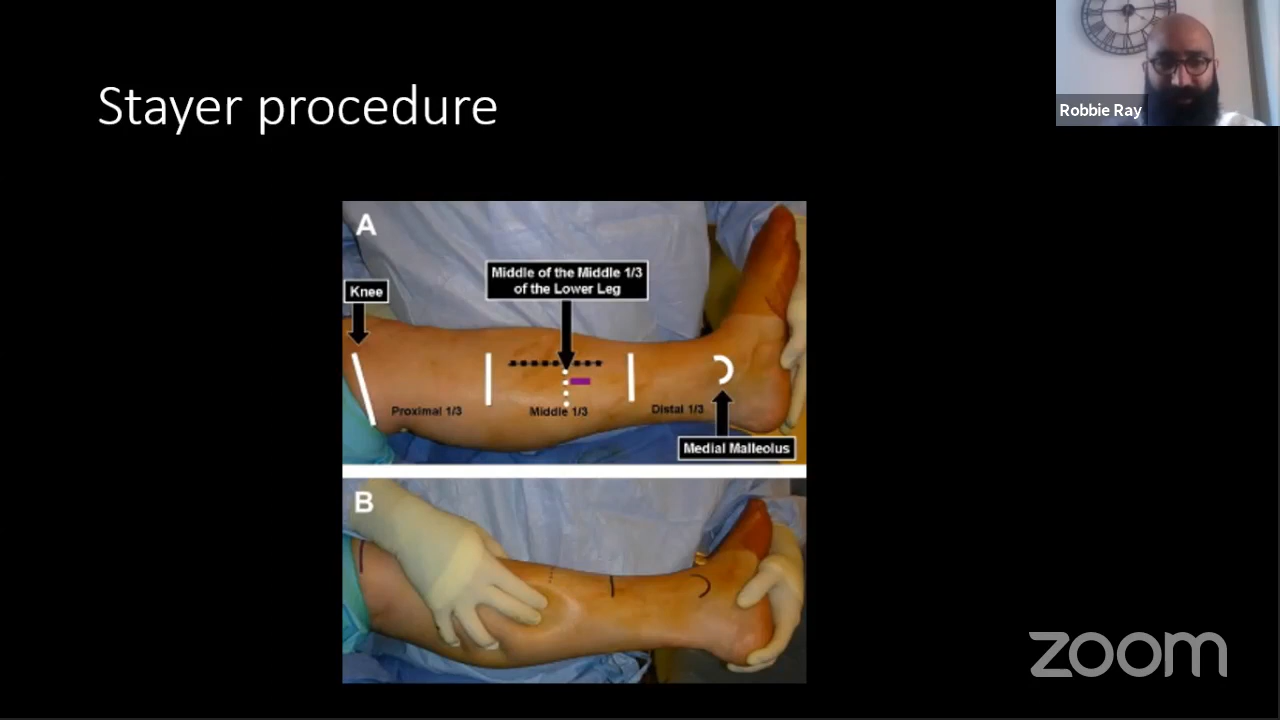 Stayer procedure
Robbie Ray
A
Middle of the Middle 1/3
of the Lower Leg
Knee
Proximal 1/3
Middle 1/3
Distal 1/3
Medial Malleolus
B
zoom